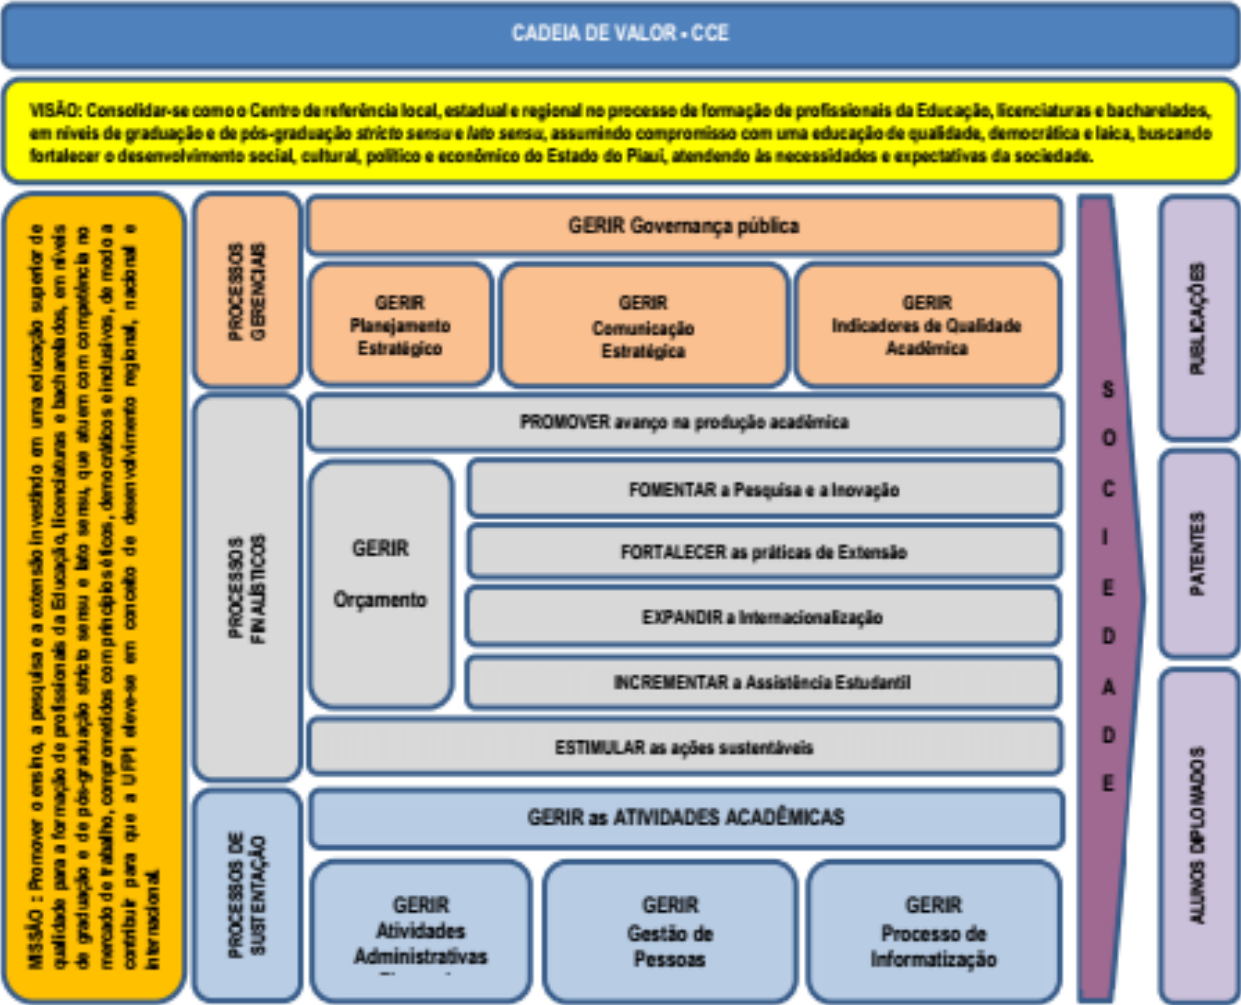 CADEIA DE VALOR - CCE
VISÃO: Consolidar-se como o Centro de referência local, estadual e regional no processo de formação de profissionais da Educação, licenciaturas e bacharelados,
em níveis de graduação e de pós-graduação stricto sensu e lato sensu, assumindo compromisso com uma educação de qualidade, democrática e laica, buscando
fortalecer o desenvolvimento social, cultural, político e econômico do Estado do Piauí, atendendo às necessidades e expectativas da sociedade.
MISSÃO : Promover o ensino, a pesquisa e a extensão investindo em uma educação superior de
qualidade para a formação de profissionais da Educação, licenciaturas e bacharelados, em níveis
de graduação e de pós-graduação stricto sensu e lato sensu, que atuem com competência no
mercado de trabalho, comprometidos com princípios éticos, democráticos e inclusivos, de modo a
contribuir para que a UFPI eleve-se em conceito de desenvolvimento regional, nacional e
internacional.
PROCESSOS
GERENCIAIS
GERIR Governança pública
GERIR
Planejamento
Estratégico
GERIR
Comunicação
Estratégica
GERIR
Indicadores de Qualidade
Acadêmica
PROCESSOS
FINALÍSTICOS
PROMOVER avanço na produção acadêmica
GERIR
Orçamento
FOMENTAR a Pesquisa e a Inovação
FORTALECER as práticas de Extensão
EXPANDIR a Internacionalização
INCREMENTAR a Assistência Estudantil
ESTIMULAR as ações sustentáveis
PROCESSOS DE
SUSTENTAÇÃO
GERIR as ATIVIDADES ACADÊMICAS
GERIR
Atividades
Administrativas
GERIR
Gestão de
Pessoas
GERIR
Processo de
Informatização
SOCIEDADE
PUBLICAÇÕES
PATENTES
ALUNOS DIPLOMADOS